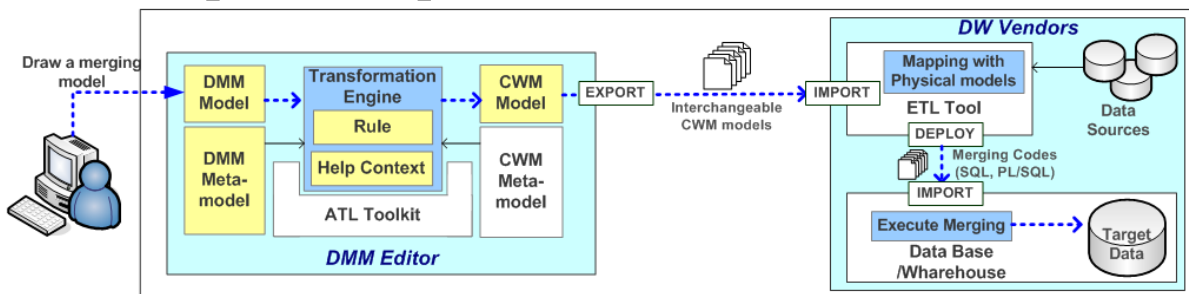 Draw a merging
model
DMM
Model
DMM
Meta-
model
Transformation
Engine
Rule
Help Context
ATL Toolkit
CWM
Model
CWM
Meta-
model
DMM Editor
EXPORT
Interchangeable
CWM models
IMPORT
DW Vendors
Mapping with
Physical models
ETL Tool
Data
Sources
DEPLOY
Merging Codes
(SQL, PL/SQL)
IMPORT
Execute Merging
Data Base
/Wharehouse
Target
Data